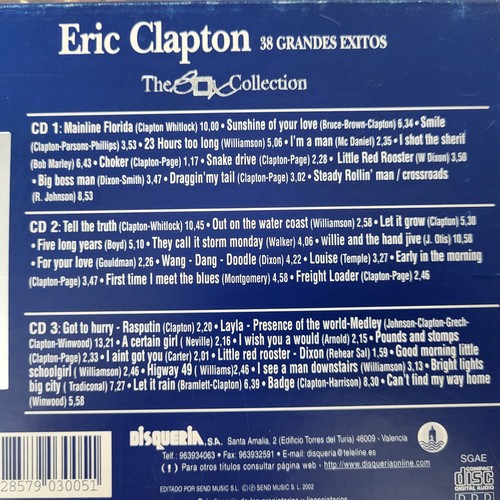 Eric Clapton 38 GRANDES EXITOS
The BOX Collection
CD 1: Mainline Florida (Clapton Whitlock) 10,00 • Sunshine of your love (Bruce-Brown-Clapton) 6,34 • Smile
(Clapton-Parsons-Phillips) 3,53 • 23 Hours too long (Williamson) 5,06 • I'm a man (Mc Daniel) 2,35 • I shot the sherif
(Bob Marley) 6,43 • Choker (Clapton-Page) 1,17 • Snake drive (Clapton-Page) 2,28 • Little Red Rooster (W Dixon) 3,50
• Big boss man (Dixon-Smith) 3,47 • Draggin'my tail (Clapton-Page) 3,02 • Steady Rollin' man / crossroads
(R. Johnson) 8,53
CD 2: Tell the truth (Clapton-Whitlock) 10,45 • Out on the water coast (Williamson) 2,58 • Let it grow (Clapton) 5,30
• Five long years (Boyd) 5,10 • They call it storm monday (Walker) 4,06 • willie and the hand jive (J. Otis) 10,58
• For your love (Gouldman) 2,26 • Wang - Dang - Doodle (Dixon) 4,22 • Louise (Temple) 3,27 • Early in the morning
(Clapton-Page) 3,47 • First time I meet the blues (Montgomery) 4,58 • Freight Loader (Clapton-Page) 2,46
CD 3: Got to hurry - Rasputin (Clapton) 2,20 • Layla - Presence of the world-Medley (Johnson-Clapton-Grech-
Clapton-Winwood) 13,21 • A certain girl (Neville) 2,16 • I wish you a would (Arnold) 2,15 • Pounds and stomps
(Clapton-Page) 2,33 • I aint got you (Carter) 2,01 • Little red rooster - Dixon (Rehear Sal) 1,59 • Good morning little
schoolgirl (Williamson) 2,46 • Higway 49 (Williams) 2,46 • I see a man downstairs (Williamson) 3,13 • Bright lights
big city (Tradicional) 7,27 • Let it rain (Bramlett-Clapton) 6,39 • Badge (Clapton-Harrison) 8,30 • Can't find my way home
(Winwood) 5,58
DISQUERÍA, S.A. Santa Amalia, 2 (Edificio Torres del Turia) 46009 - Valencia
Telf.: 963934063 • Fax: 963932591 • E-mail: disqueria@teleline.es
(!) Para otros títulos consultar página web - http://www.disqueriaonline.com
EDITADO POR SEND MUSIC S.L. © SEND MUSIC S.L. 2002
SGAE
COMPACT
disc
DIGITAL AUDIO
28579 030051